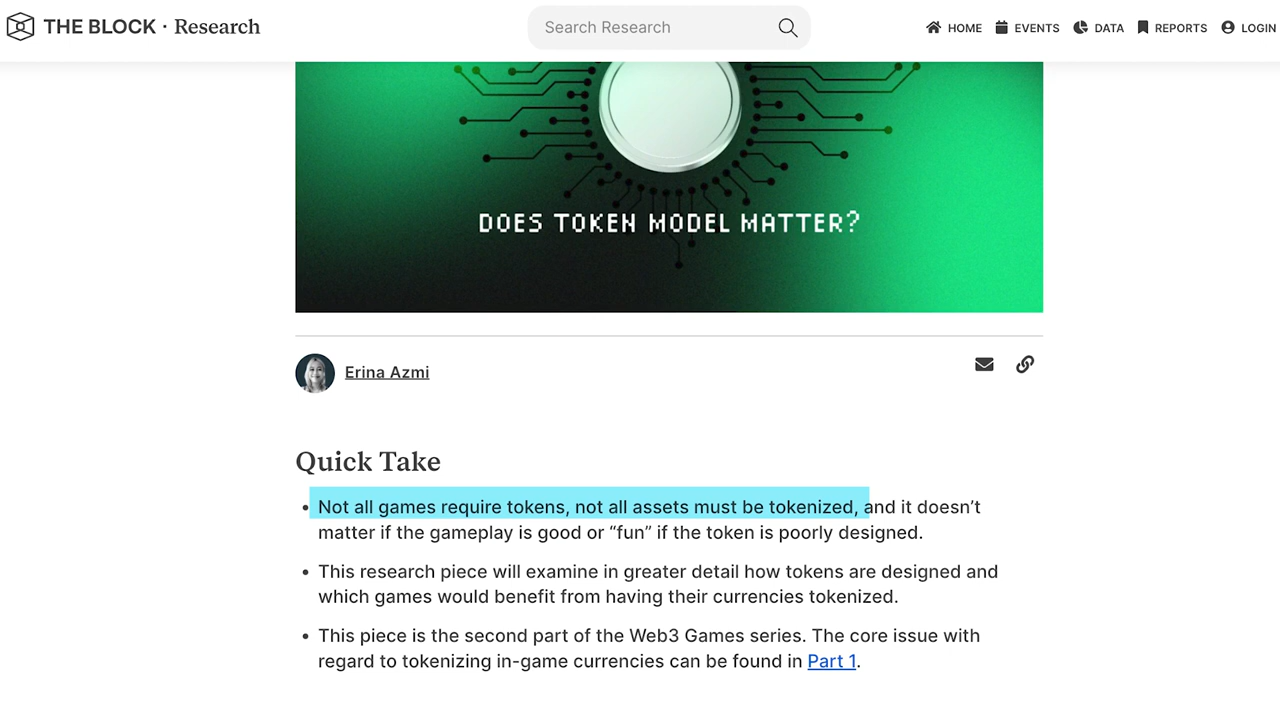 THE BLOCK · Research
Search Research
HOME
EVENTS
DATA
REPORTS
LOGIN
DOES TOKEN MODEL MATTER?
Erina Azmi
Quick Take
• Not all games require tokens, not all assets must be tokenized, and it doesn’t
matter if the gameplay is good or “fun” if the token is poorly designed.
• This research piece will examine in greater detail how tokens are designed and
which games would benefit from having their currencies tokenized.
• This piece is the second part of the Web3 Games series. The core issue with
regard to tokenizing in-game currencies can be found in Part 1.